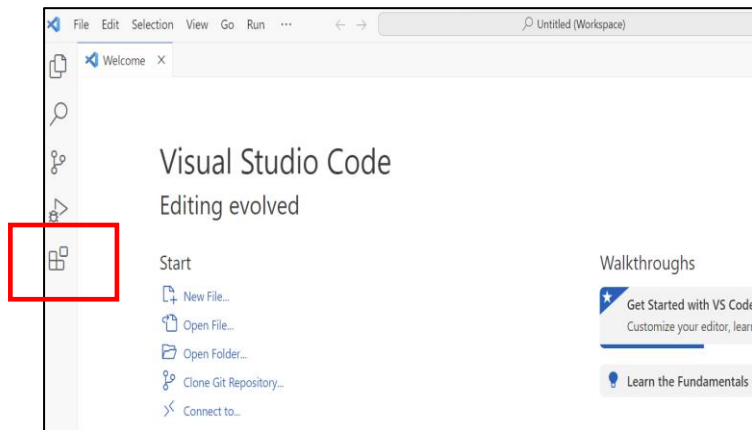 File Edit Selection View Go Run ... Untitled (Workspace)
Welcome
Visual Studio Code
Editing evolved
Start
New File...
Open File...
Open Folder...
Clone Git Repository...
Connect to...
Walkthroughs
Get Started with VS Code
Customize your editor, lear
Learn the Fundamentals